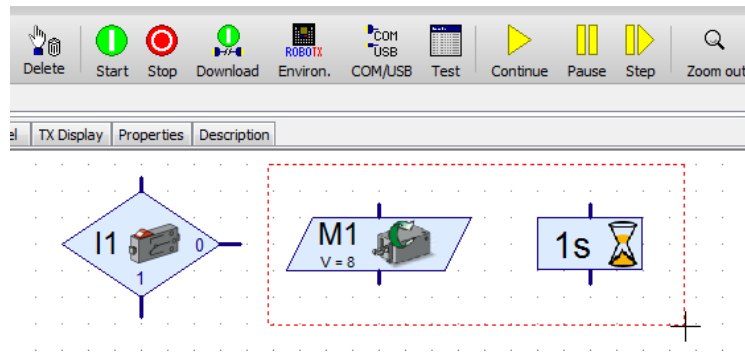 ROBOTX COM USB
Delete Start Stop Download Environ. COM/USB Test Continue Pause Step Zoom out
el TX Display Properties Description
I1 0
1
M1
V = 8
1s